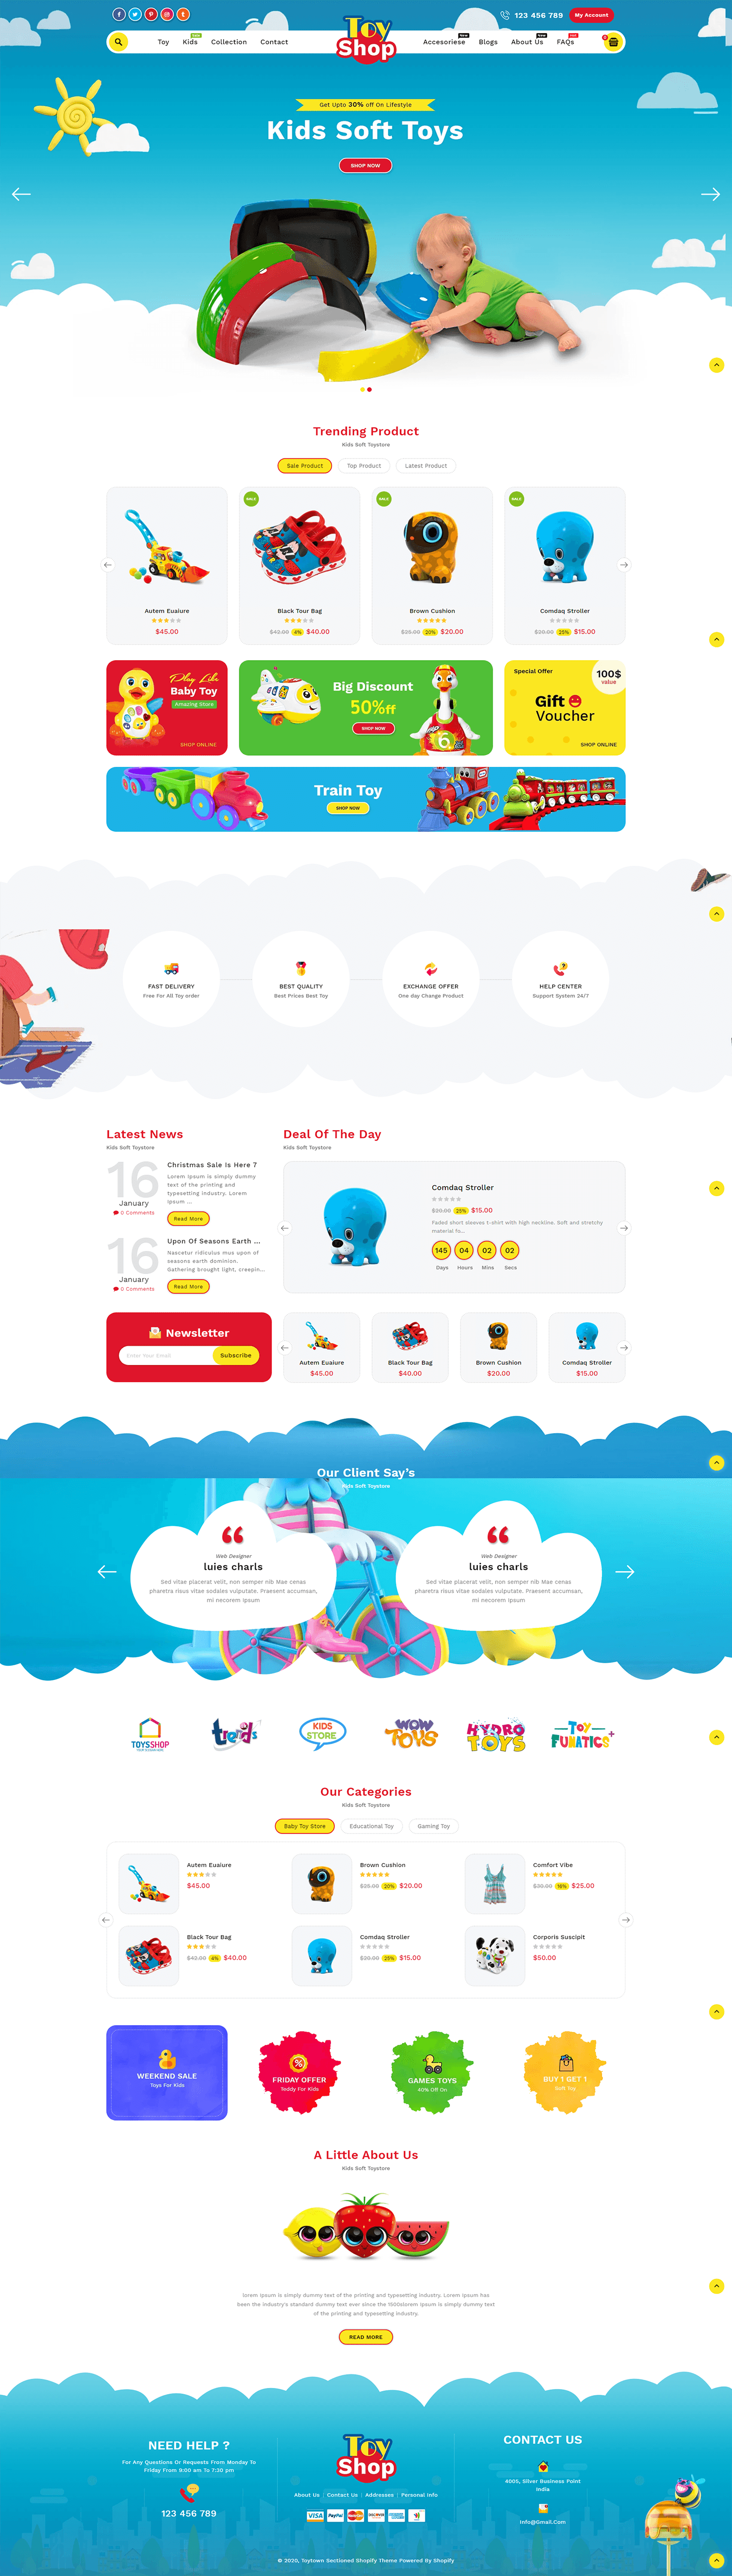 123 456 789
My Account
Toy
Kids
Collection
Contact
Toy
Shop
Accesoriese
New
Blogs
About Us
New
FAQs
0
Get Upto 30% off On Lifestyle
Kids Soft Toys
SHOP NOW
Trending Product
Kids Soft Toystore
Sale Product
Top Product
Latest Product
SALE
SALE
SALE
Autem Euaiure
$45.00
Black Tour Bag
$42.00 4% $40.00
Brown Cushion
$25.00 20% $20.00
Comdaq Stroller
$20.00 25% $15.00
Play Like
Baby Toy
Amazing Store
SHOP ONLINE
Big Discount
50%ff
SHOP NOW
6
Special Offer
100$
value
Gift
Voucher
SHOP ONLINE
Train Toy
SHOP NOW
FAST DELIVERY
Free For All Toy order
BEST QUALITY
Best Prices Best Toy
EXCHANGE OFFER
One day Change Product
HELP CENTER
Support System 24/7
Latest News
Kids Soft Toystore
16
January
0 Comments
Christmas Sale Is Here 7
Lorem Ipsum is simply dummy
text of the printing and
typesetting industry. Lorem
Ipsum ...
Read More
16
January
0 Comments
Upon Of Seasons Earth ...
Nascetur ridiculus mus upon of
seasons earth dominion.
Gathering brought light, creepin...
Read More
Deal Of The Day
Kids Soft Toystore
Comdaq Stroller
$20.00 25% $15.00
Faded short sleeves t-shirt with high neckline. Soft and stretchy
material fo...
145 04 02 02
Days Hours Mins Secs
Newsletter
Enter Your Email
Subscribe
Autem Euaiure
$45.00
Black Tour Bag
$40.00
Brown Cushion
$20.00
Comdaq Stroller
$15.00
Our Client Say's
Kids Soft Toystore
Web Designer
luies charls
Sed vitae placerat velit, non semper nib Mae cenas
pharetra risus vitae sodales vulputate. Praesent accumsan,
mi necorem Ipsum
Web Designer
luies charls
Sed vitae placerat velit, non semper nib Mae cenas
pharetra risus vitae sodales vulputate. Praesent accumsan,
mi necorem Ipsum
TOYSSHOP
trends
KIDS
STORE
WOW
TOYS
HYDRO
TOYS
TOY
FUNATICS
Our Categories
Kids Soft Toystore
Baby Toy Store
Educational Toy
Gaming Toy
Autem Euaiure
$45.00
Brown Cushion
$25.00 20% $20.00
Comfort Vibe
$30.00 16% $25.00
Black Tour Bag
$42.00 4% $40.00
Comdaq Stroller
$20.00 25% $15.00
Corporis Suscipit
$50.00
WEEKEND SALE
Toys For Kids
FRIDAY OFFER
Teddy For Kids
GAMES TOYS
40% Off On
BUY 1 GET 1
Soft Toy
A Little About Us
Kids Soft Toystore
lorem Ipsum is simply dummy text of the printing and typesetting industry. Lorem Ipsum has
been the industry's standard dummy text ever since the 1500slorem Ipsum is simply dummy text
of the printing and typesetting industry.
READ MORE
NEED HELP ?
For Any Questions Or Requests From Monday To
Friday From 9:00 am To 7:30 pm
123 456 789
Toy
Shop
About Us
Contact Us
Addresses
Personal Info
VISA
PayPal
MasterCard
DISCOVER
CONTACT US
4005, Silver Business Point
India
Info@Gmail.Com
© 2020, Toytown Sectioned Shopify Theme Powered By Shopify